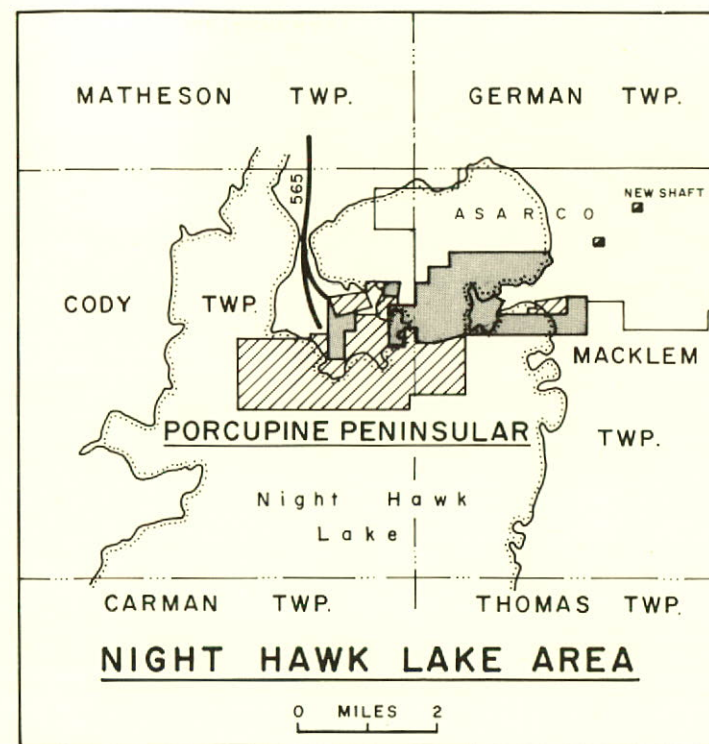 MATHESON TWP. GERMAN TWP.
565
NEW SHAFT
ASARCO
CODY TWP.
MACKLEM
TWP.
PORCUPINE PENINSULAR
Night Hawk
Lake
CARMAN TWP. THOMAS TWP.
NIGHT HAWK LAKE AREA
0 MILES 2